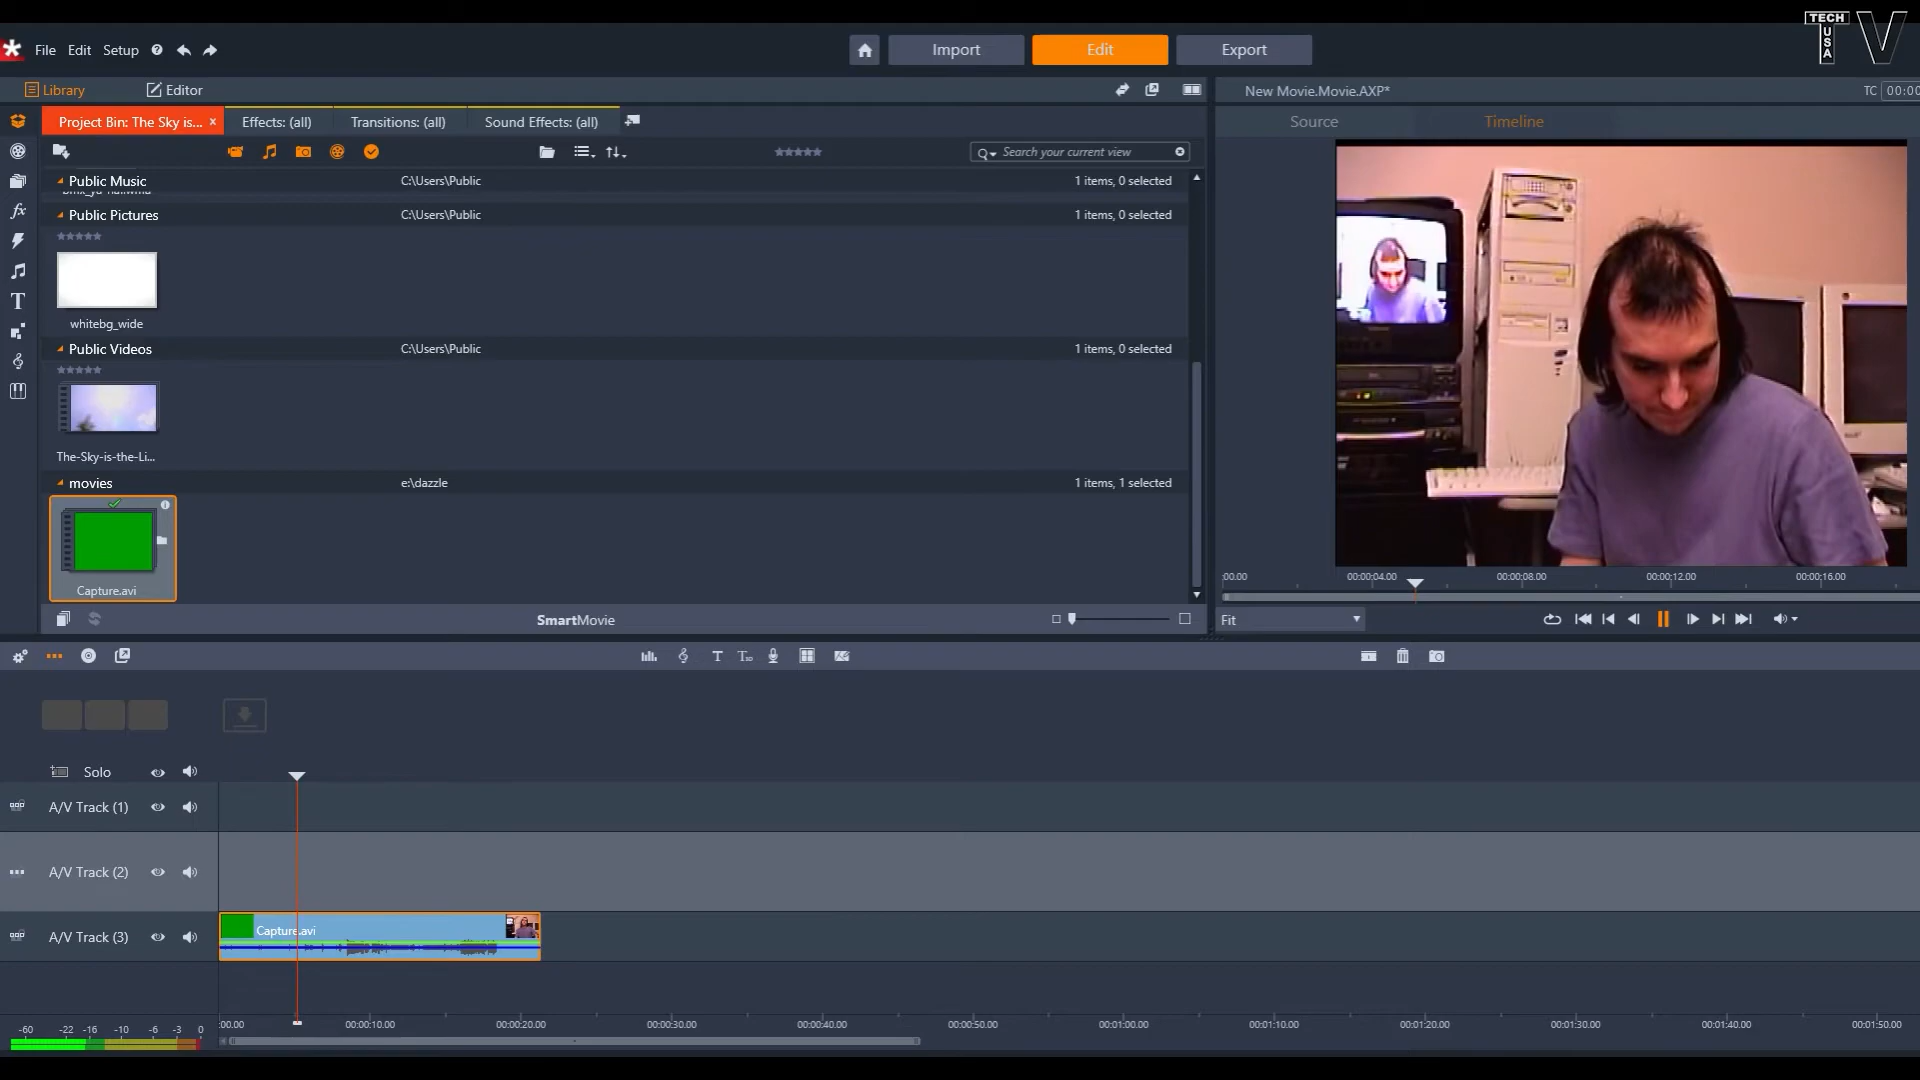 TECH
USA
TV
File Edit Setup
Import Edit Export
Library Editor
New Movie.Movie.AXP*
TC 00:00
Project Bin: The Sky is... x
Effects: (all)
Transitions: (all)
Sound Effects: (all)
Source
Timeline
Search your current view
Public Music C:\Users\Public 1 items, 0 selected
Public Pictures C:\Users\Public 1 items, 0 selected
whitebg_wide
Public Videos C:\Users\Public 1 items, 0 selected
The-Sky-is-the-Li...
movies e:\dazzle 1 items, 1 selected
Capture.avi
:00.00 00:00:04.00 00:00:08.00 00:00:12.00 00:00:16.00
SmartMovie
Fit
Solo
A/V Track (1)
A/V Track (2)
A/V Track (3)
Capture.avi
-60 -22 -16 -10 -6 -3 0
:00.00 00:00:10.00 00:00:20.00 00:00:30.00 00:00:40.00 00:00:50.00 00:01:00.00 00:01:10.00 00:01:20.00 00:01:30.00 00:01:40.00 00:01:50.00